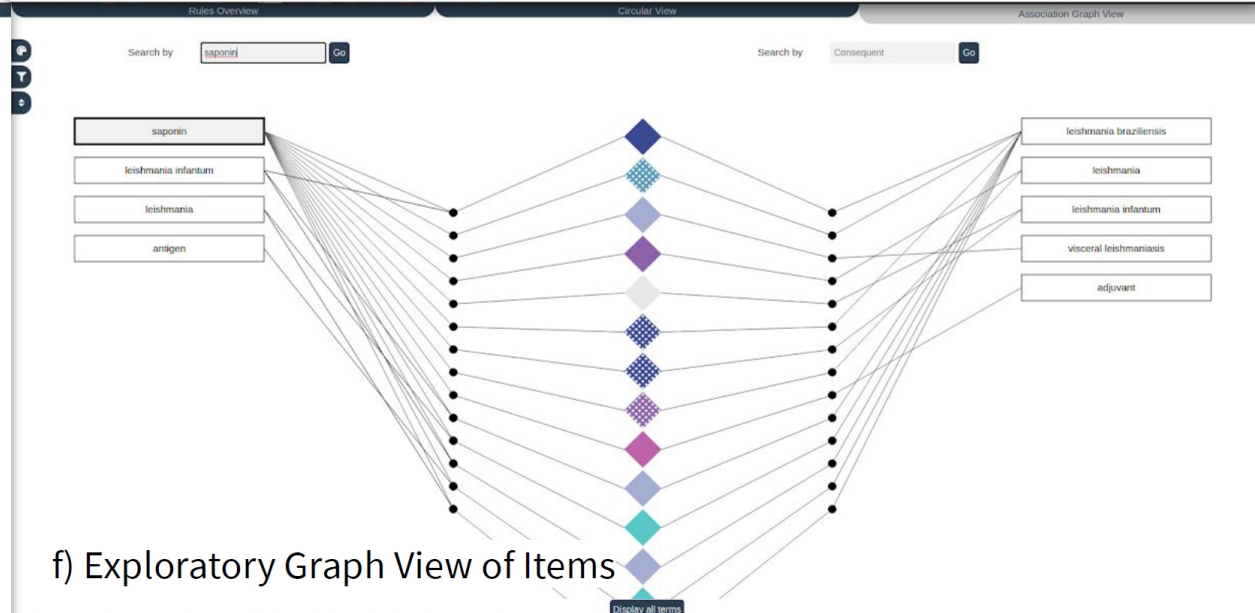 Rules Overview
Circular View
Association Graph View
Search by
saponin
Go
Search by
Consequent
Go
saponin
leishmania infantum
leishmania
antigen
leishmania braziliensis
leishmania
leishmania infantum
visceral leishmaniasis
adjuvant
f) Exploratory Graph View of Items
Display all terms